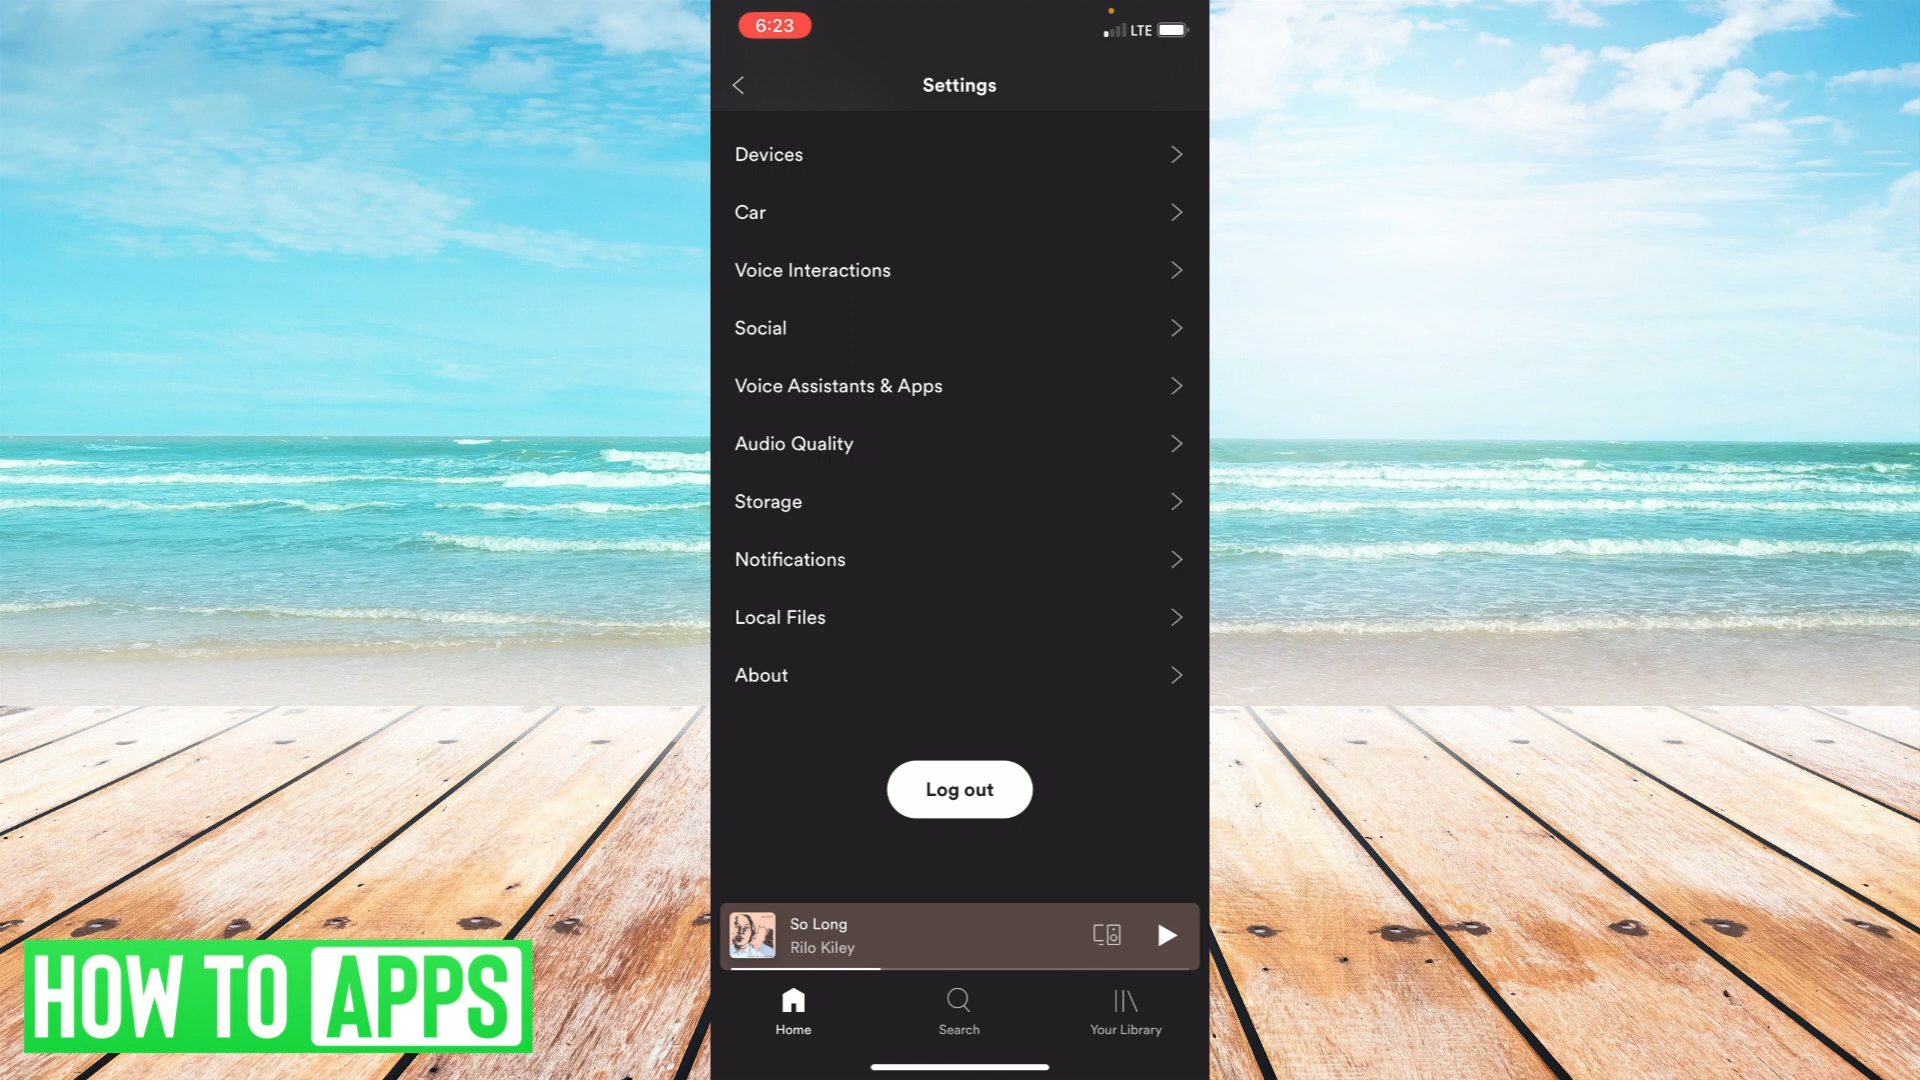 6:23
LTE
Settings
Devices
Car
Voice Interactions
Social
Voice Assistants & Apps
Audio Quality
Storage
Notifications
Local Files
About
Log out
So Long
Rilo Kiley
Home
Search
Your Library
HOW TO APPS